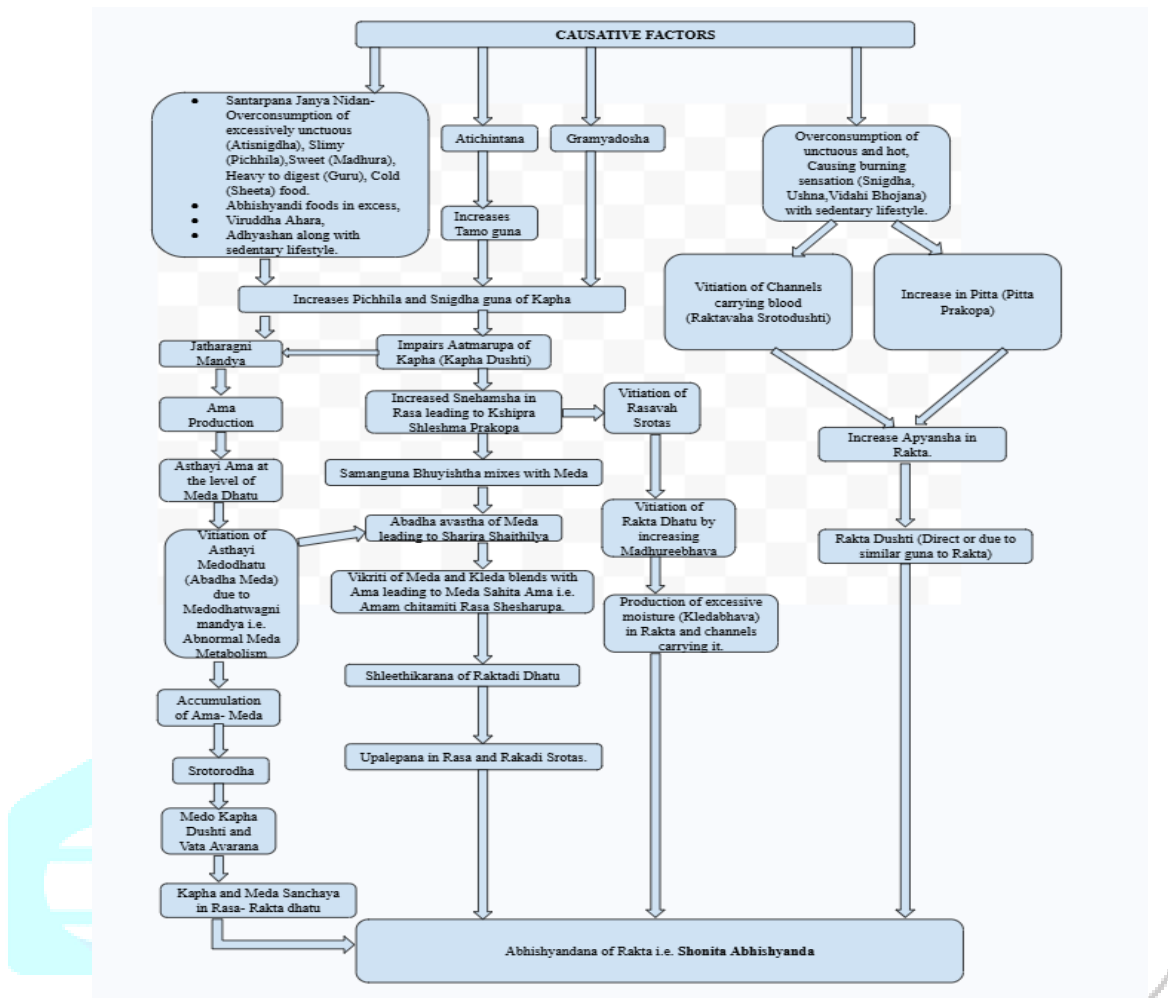 CAUSATIVE FACTORS
Santarpana Janya Nidan-
Overconsumption of
excessively unctuous
(Atisnigdha), Slimy
(Pichhila),Sweet (Madhura),
Heavy to digest (Guru), Cold
(Sheeta) food.
Abhishyandi foods in excess,
Viruddha Ahara,
Adhyashan along with
sedentary lifestyle.
Atichintana
Gramyadosha
Overconsumption of
unctuous and hot,
Causing burning
sensation (Snigdha,
Ushna,Vidahi Bhojana)
with sedentary lifestyle.
Increases
Tamo guna
Vitiation of Channels
carrying blood
(Raktavaha Srotodushti)
Increase in Pitta (Pitta
Prakopa)
Increases Pichhila and Snigdha guna of Kapha
Jatharagni
Mandya
Impairs Aatmarupa of
Kapha (Kapha Dushti)
Ama
Production
Increased Snehamsha in
Rasa leading to Kshipra
Shleshma Prakopa
Vitiation of
Rasavah
Srotas
Increase Apyansha in
Rakta.
Asthayi Ama at
the level of
Meda Dhatu
Samanguna Bhuyishtha mixes with Meda
Vitiation of
Asthayi
Medodhatu
(Abadha Meda)
due to
Medodhatwagni
mandya i.e.
Abnormal Meda
Metabolism
Abadha avastha of Meda
leading to Sharira Shaithilya
Vitiation of
Rakta Dhatu by
increasing
Madhureebhava
Rakta Dushti (Direct or due to
similar guna to Rakta)
Vikriti of Meda and Kleda blends with
Ama leading to Meda Sahita Ama i.e.
Amam chitamiti Rasa Shesharupa.
Production of excessive
moisture (Kledabhava)
in Rakta and channels
carrying it.
Shleethikarana of Raktadi Dhatu
Accumulation
of Ama- Meda
Upalepana in Rasa and Rakadi Srotas.
Srotorodha
Medo Kapha
Dushti and
Vata Avarana
Kapha and Meda Sanchaya
in Rasa- Rakta dhatu
Abhishyandana of Rakta i.e. Shonita Abhishyanda